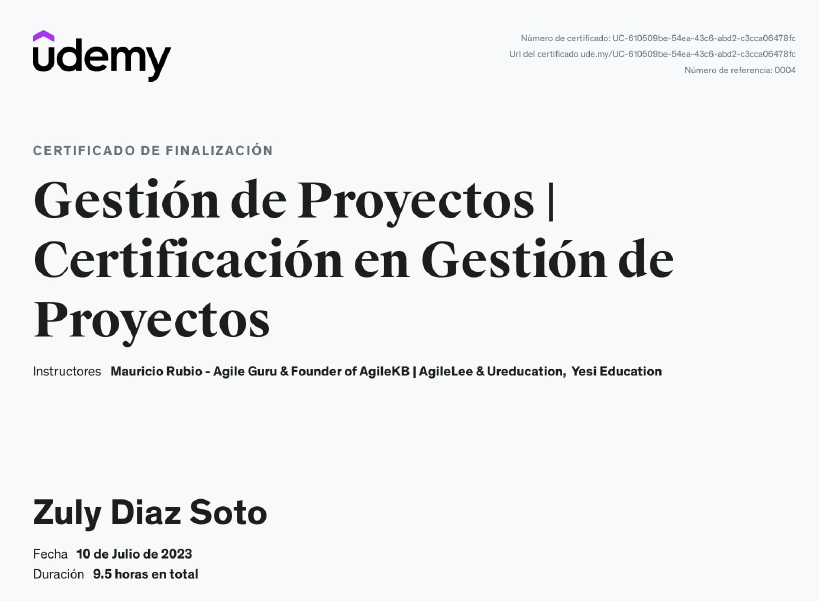 udemy
Número de certificado: UC-610509be-54ea-43c6-abd2-c3cca06478fc
Url del certificado ude.my/UC-610509be-54ea-43c6-abd2-c3cca06478fc
Número de referencia: 0004
CERTIFICADO DE FINALIZACIÓN
Gestión de Proyectos |
Certificación en Gestión de
Proyectos
Instructores Mauricio Rubio - Agile Guru & Founder of AgileKB | AgileLee & Ureducation, Yesi Education
Zuly Diaz Soto
Fecha 10 de Julio de 2023
Duración 9.5 horas en total